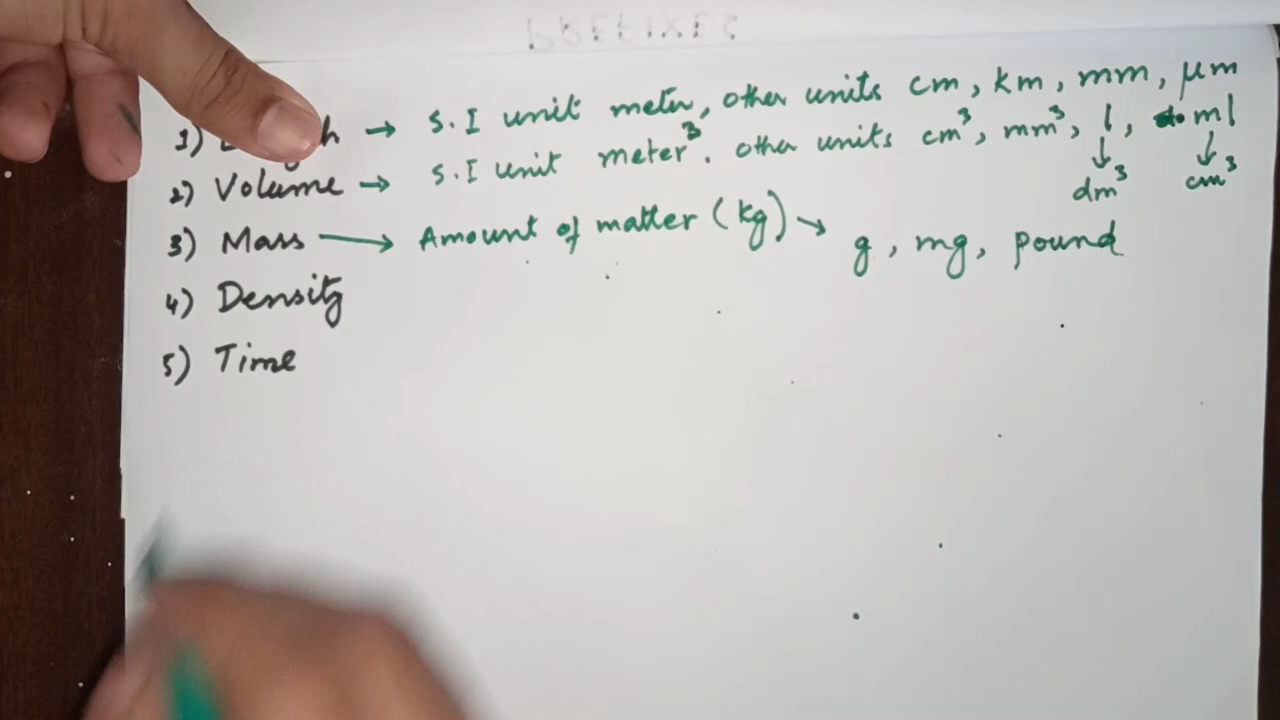 1) → S.I unit meter, other units cm, km, mm, μm
2) Volume → S.I unit meter³. other units cm³, mm³, l, ml
↓ dm³ ↓ cm³
3) Mass → Amount of matter (kg) → g, mg, pound
4) Density
5) Time